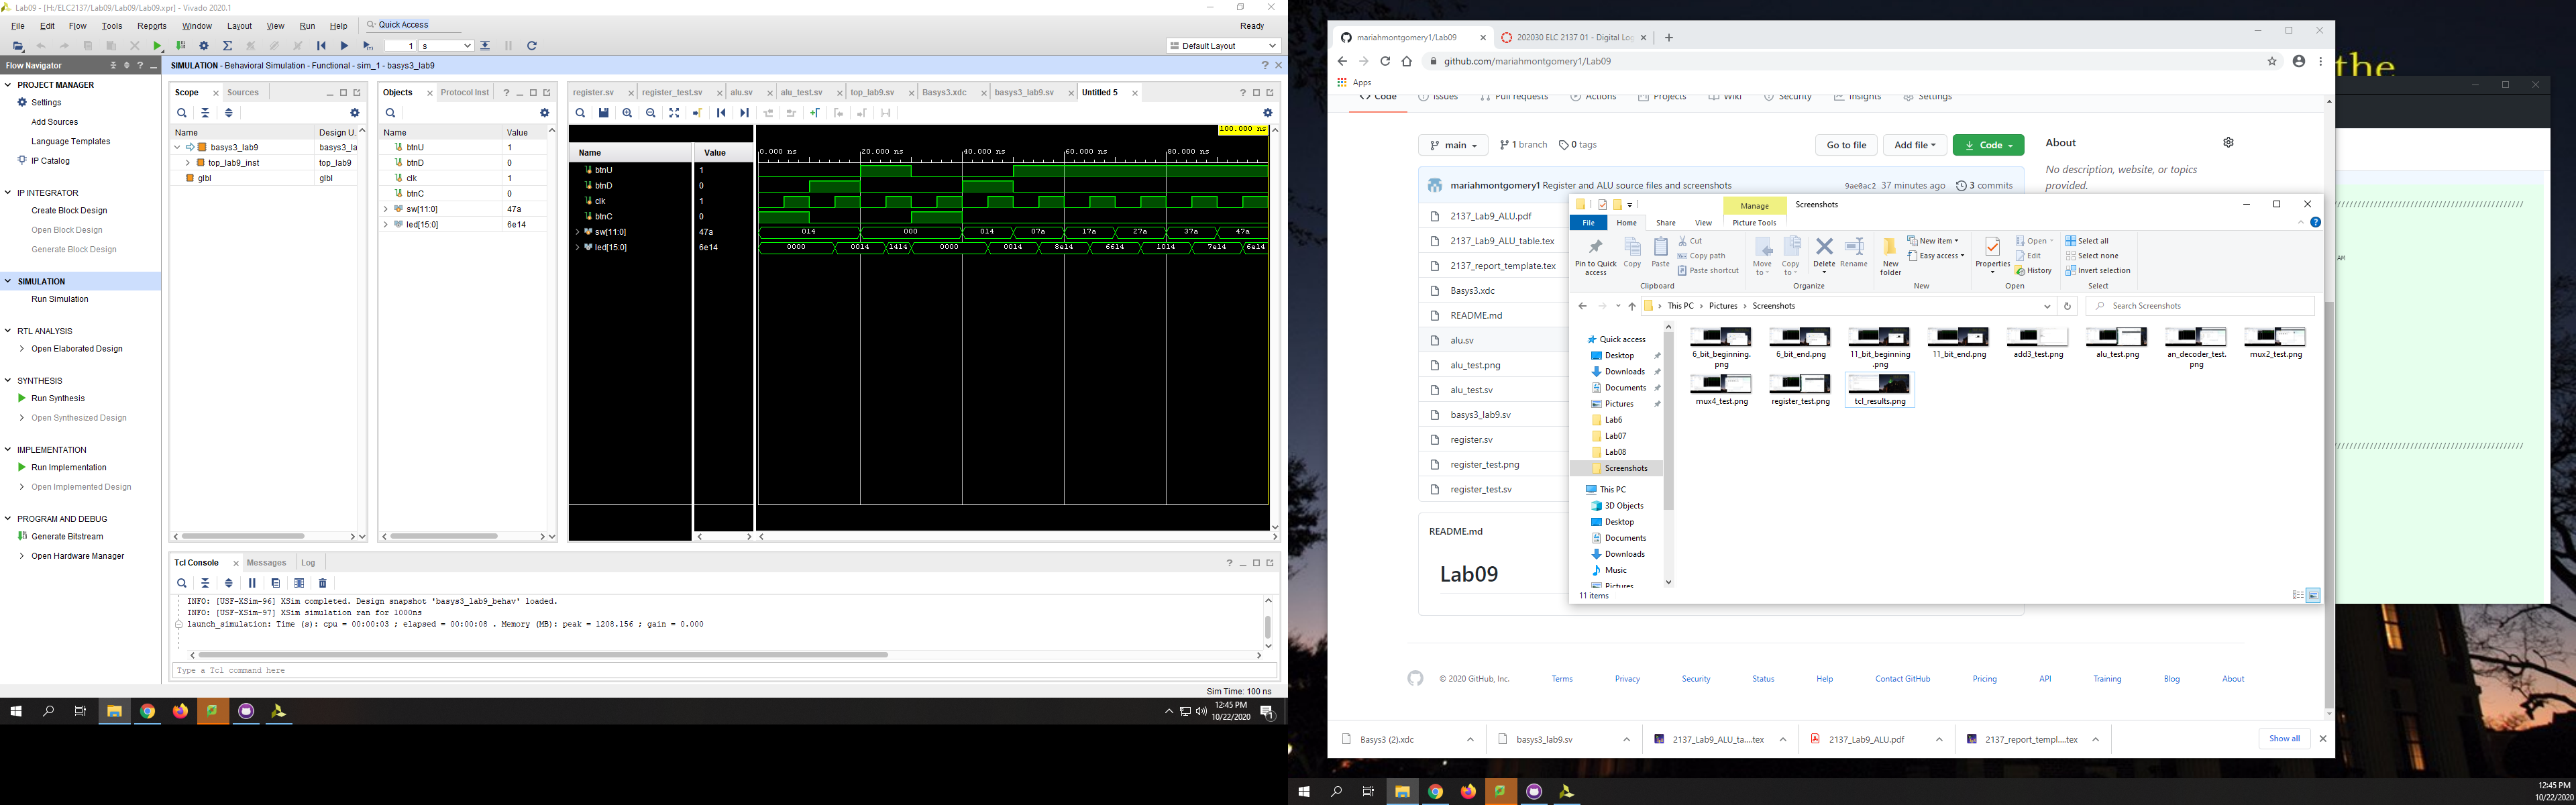 Lab09 - [H:/ELC2137/Lab09/Lab09/Lab09.xpr] - Vivado 2020.1
File Edit Flow Tools Reports Window Layout View Run Help Quick Access
Ready
1 s
Default Layout
Flow Navigator
PROJECT MANAGER
Settings
Add Sources
Language Templates
IP Catalog
IP INTEGRATOR
Create Block Design
Open Block Design
Generate Block Design
SIMULATION
Run Simulation
RTL ANALYSIS
Open Elaborated Design
SYNTHESIS
Run Synthesis
Open Synthesized Design
IMPLEMENTATION
Run Implementation
Open Implemented Design
PROGRAM AND DEBUG
Generate Bitstream
Open Hardware Manager
SIMULATION - Behavioral Simulation - Functional - sim_1 - basys3_lab9
Scope Sources
Name Design U.
basys3_lab9 basys3_la
top_lab9_inst top_lab9
glbl glbl
Objects Protocol Inst
Name Value
btnU 1
btnD 0
clk 1
btnC 0
sw[11:0] 47a
led[15:0] 6e14
register.sv register_test.sv alu.sv alu_test.sv top_lab9.sv Basys3.xdc basys3_lab9.sv Untitled 5
100.000 ns
Name Value 0.000 ns 20.000 ns 40.000 ns 60.000 ns 80.000 ns
btnU 1
btnD 0
clk 1
btnC 0
sw[11:0] 47a 014 000 014 07a 17a 27a 37a 47a
led[15:0] 6e14 0000 0014 1414 0000 0014 8e14 6614 1014 7e14 6e14
Tcl Console Messages Log
INFO: [USF-XSim-96] XSim completed. Design snapshot 'basys3_lab9_behav' loaded.
INFO: [USF-XSim-97] XSim simulation ran for 1000ns
launch_simulation: Time (s): cpu = 00:00:03 ; elapsed = 00:00:08 . Memory (MB): peak = 1208.156 ; gain = 0.000
Type a Tcl command here
Sim Time: 100 ns
12:45 PM
10/22/2020
1
mariahmontgomery1/Lab09
202030 ELC 2137 01 - Digital Log
github.com/mariahmontgomery1/Lab09
Apps
Code Issues Pull requests Actions Projects Wiki Security Insights Settings
main 1 branch 0 tags Go to file Add file Code
mariahmontgomery1 Register and ALU source files and screenshots 9ae0ac2 37 minutes ago 3 commits
2137_Lab9_ALU.pdf
2137_Lab9_ALU_table.tex
2137_report_template.tex
Basys3.xdc
README.md
alu.sv
alu_test.png
alu_test.sv
basys3_lab9.sv
register.sv
register_test.png
register_test.sv
README.md
Lab09
About
No description, website, or topics
provided.
© 2020 GitHub, Inc. Terms Privacy Security Status Help Contact GitHub Pricing API Training Blog About
Basys3 (2).xdc basys3_lab9.sv 2137_Lab9_ALU_ta....tex 2137_Lab9_ALU.pdf 2137_report_templ....tex Show all
Manage Screenshots
File Home Share View Picture Tools
Pin to Quick access
Copy
Paste
Cut
Copy path
Paste shortcut
Clipboard
Move to
Copy to
Delete
Rename
Organize
New folder
New item
Easy access
New
Properties
Open
Edit
History
Open
Select all
Select none
Invert selection
Select
This PC > Pictures > Screenshots
Search Screenshots
Quick access
Desktop
Downloads
Documents
Pictures
Lab6
Lab07
Lab08
Screenshots
This PC
3D Objects
Desktop
Documents
Downloads
Music
Pictures
6_bit_beginning.png
6_bit_end.png
11_bit_beginning.png
11_bit_end.png
add3_test.png
alu_test.png
an_decoder_test.png
mux2_test.png
mux4_test.png
register_test.png
tcl_results.png
11 items
the
AM
12:45 PM
10/22/2020